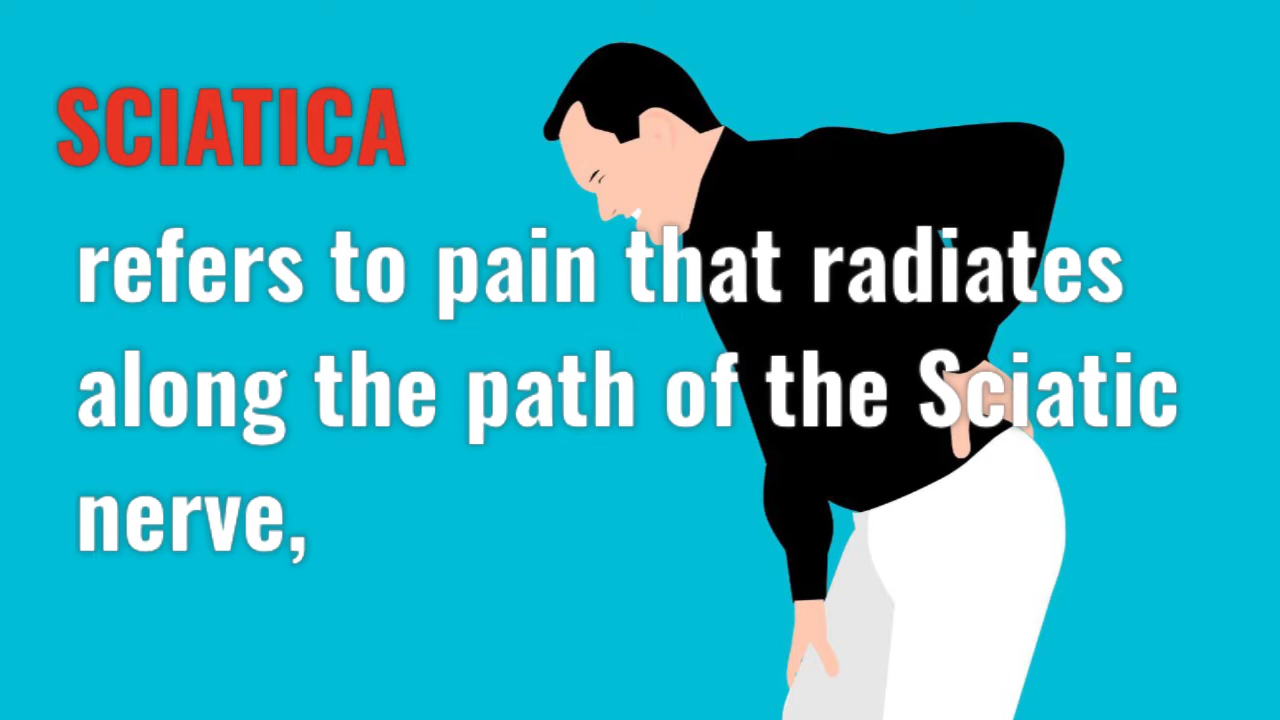 SCIATICA
refers to pain that radiates
along the path of the Sciatic
nerve,